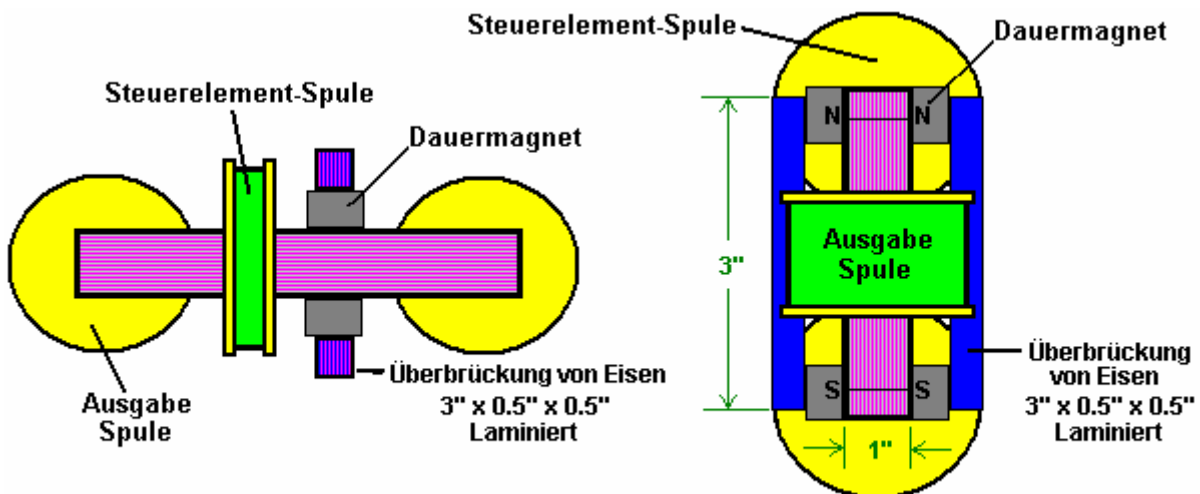 Steuerelement-Spule
Dauermagnet
Ausgabe
Spule
Überbrückung von Eisen
3" x 0.5" x 0.5"
Laminiert
Steuerelement-Spule
Dauermagnet
N
N
3"
Ausgabe
Spule
S
S
1"
Überbrückung
von Eisen
3" x 0.5" x 0.5"
Laminiert